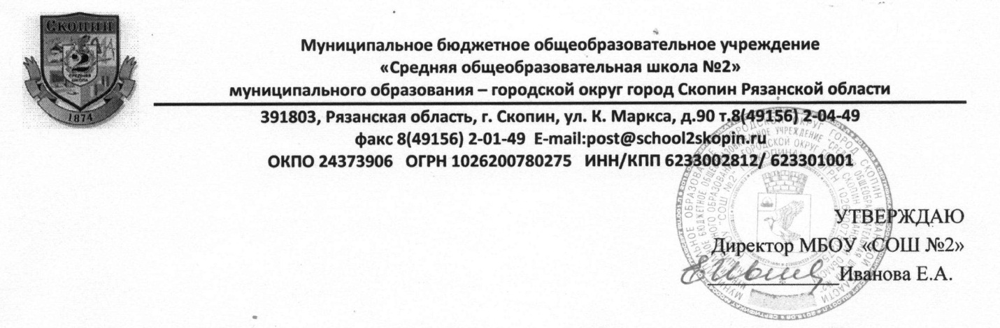 Скопин
2
1874
Муниципальное бюджетное общеобразовательное учреждение
«Средняя общеобразовательная школа №2»
муниципального образования – городской округ город Скопин Рязанской области
391803, Рязанская область, г. Скопин, ул. К. Маркса, д.90 т.8(49156) 2-04-49
факс 8(49156) 2-01-49 E-mail:post@school2skopin.ru
ОКПО 24373906 ОГРН 1026200780275 ИНН/КПП 6233002812/ 623301001
УТВЕРЖДАЮ
Директор МБОУ «СОШ №2»
Иванова Е.А.